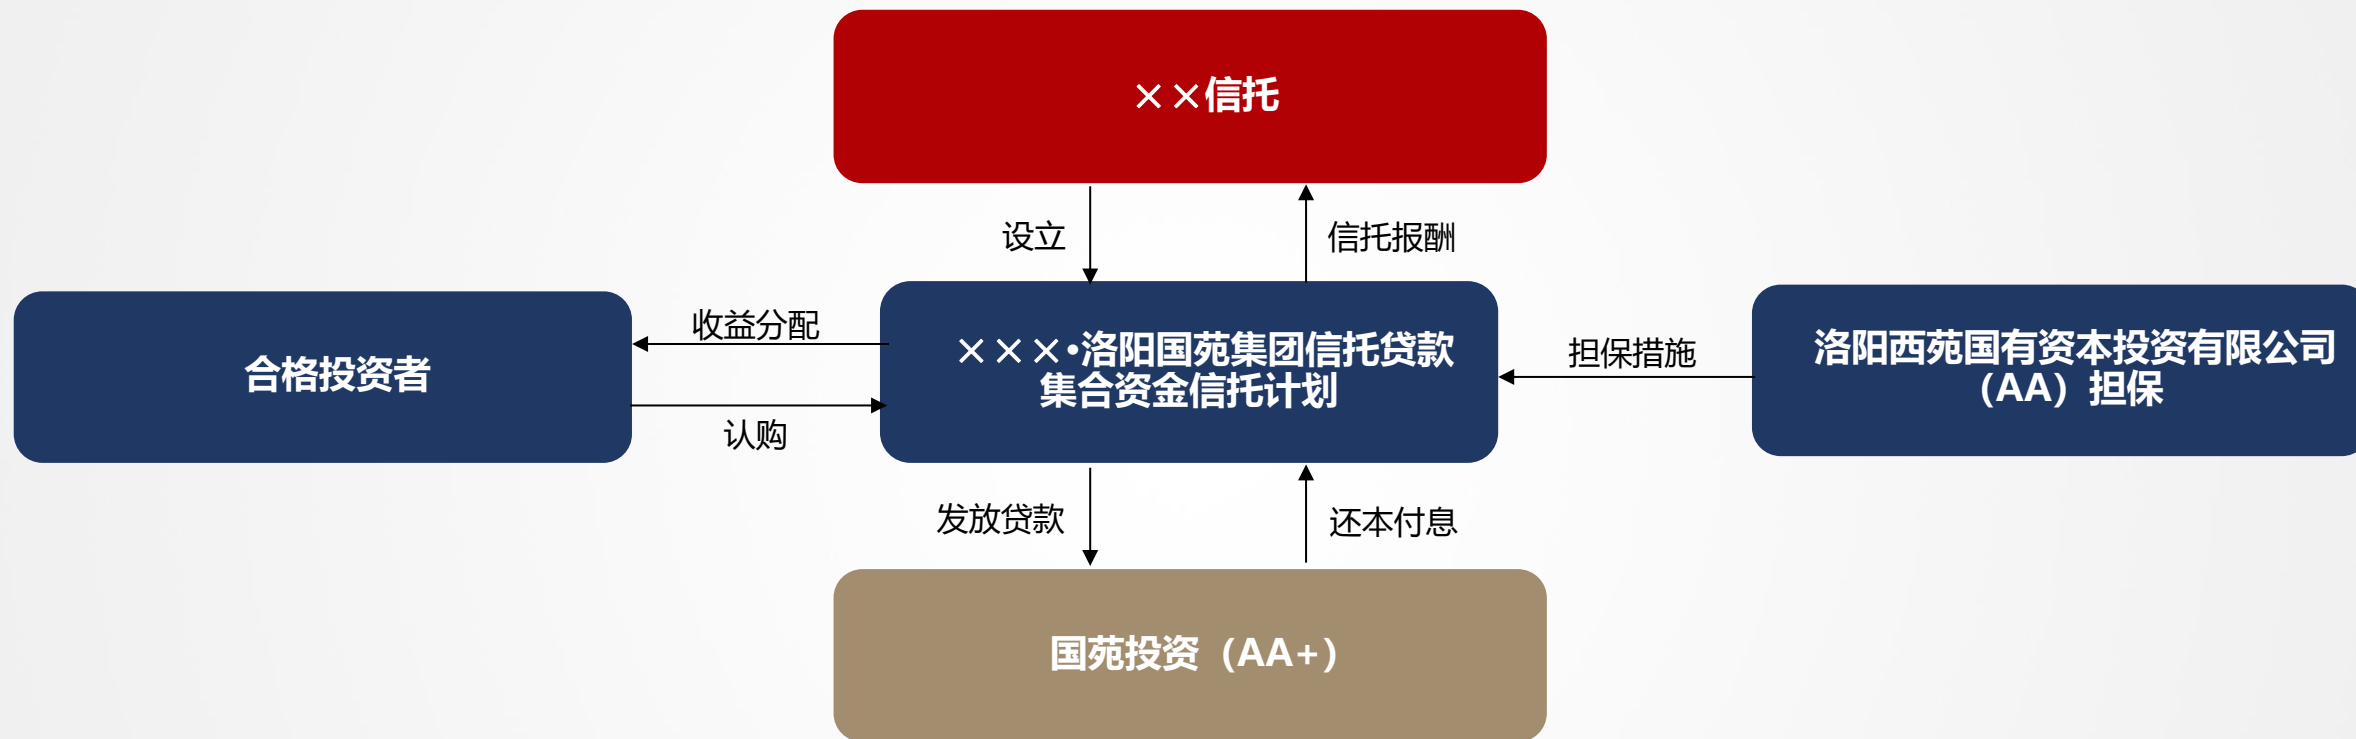 ××信托
设立
信托报酬
收益分配
合格投资者
认购
×××•洛阳国苑集团信托贷款
集合资金信托计划
担保措施
洛阳西苑国有资本投资有限公司
（AA）担保
发放贷款
还本付息
国苑投资（AA+）